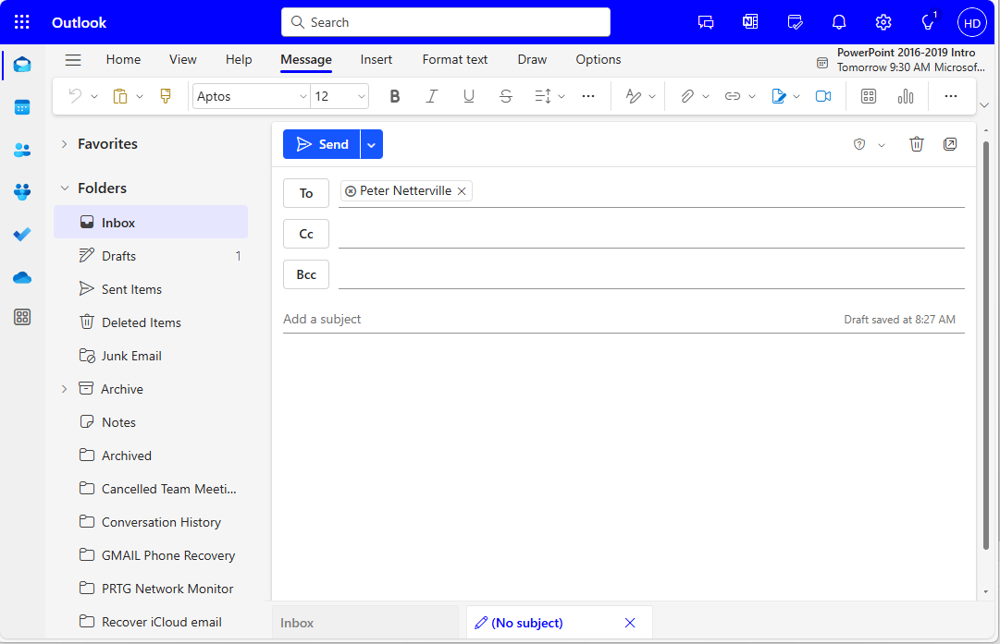 Outlook
Search
1
HD
Home View Help Message Insert Format text Draw Options
PowerPoint 2016-2019 Intro
Tomorrow 9:30 AM Microsof...
Aptos 12 B I U S
Favorites
Folders
Inbox
Drafts 1
Sent Items
Deleted Items
Junk Email
Archive
Notes
Archived
Cancelled Team Meeti...
Conversation History
GMAIL Phone Recovery
PRTG Network Monitor
Recover iCloud email
Send
To Peter Netterville
Cc
Bcc
Add a subject Draft saved at 8:27 AM
Inbox (No subject)